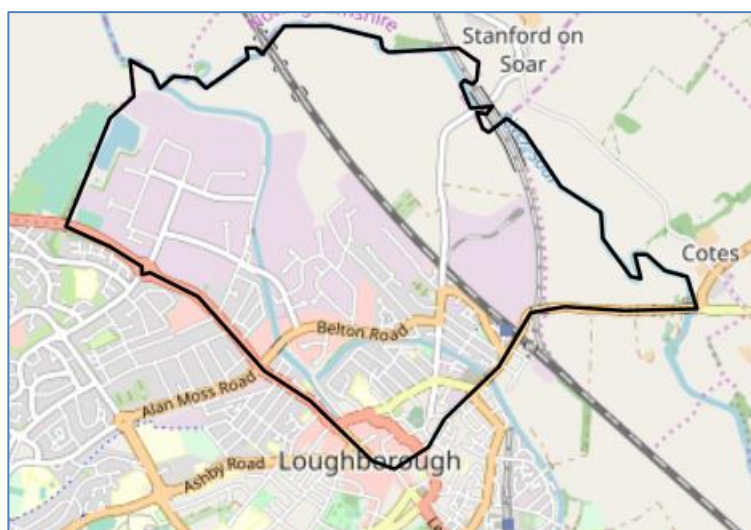 Stanford on
Soar
Cotes
Belton Road
Alan Moss Road
Ashby Road
Loughborough